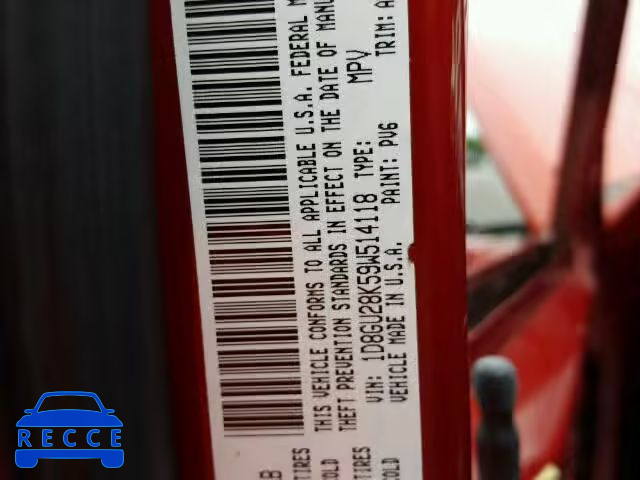 THIS VEHICLE CONFORMS TO ALL APPLICABLE U.S.A. FEDERAL M
THEFT PREVENTION STANDARDS IN EFFECT ON THE DATE OF MANU
VIN: 1D8GU28K59W514118 TYPE: MPV
VEHICLE MADE IN U.S.A. PAINT: PV6 TRIM: A
LB
TIRES
COLD
TIRES
COLD
RECCE